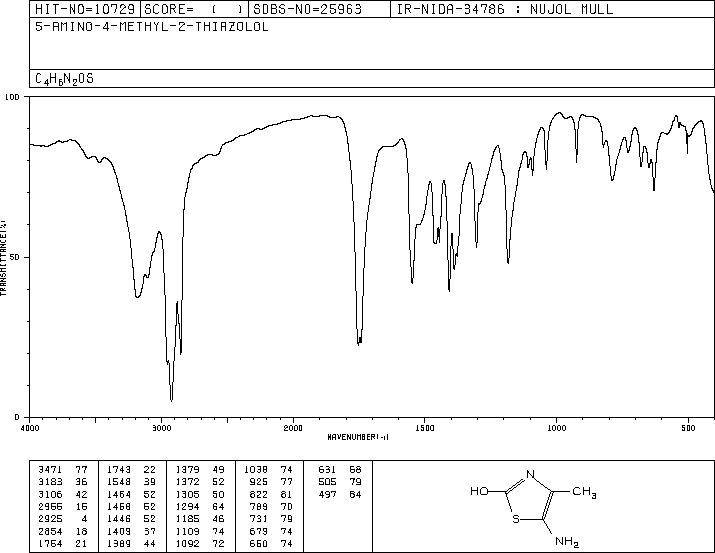 HIT-NO=10729 SCORE= ( ) SDBS-NO=25963 IR-NIDA-34786 : NUJOL MULL
5-AMINO-4-METHYL-2-THIAZOLOL
C4H6N2OS
100
50
0
TRANSMITTANCE(%)
4000 3000 2000 1500 1000 500
WAVENUMBER(-1)
3471 77 1743 22 1379 49 1038 74 631 68
3183 36 1548 39 1372 52 925 77 505 79
3106 42 1464 52 1305 50 822 81 497 84
2955 16 1458 52 1294 64 789 70
2925 4 1446 52 1185 46 731 79
2854 18 1409 37 1109 74 679 74
1754 21 1389 44 1092 72 650 74
N
HO
CH3
S
NH2